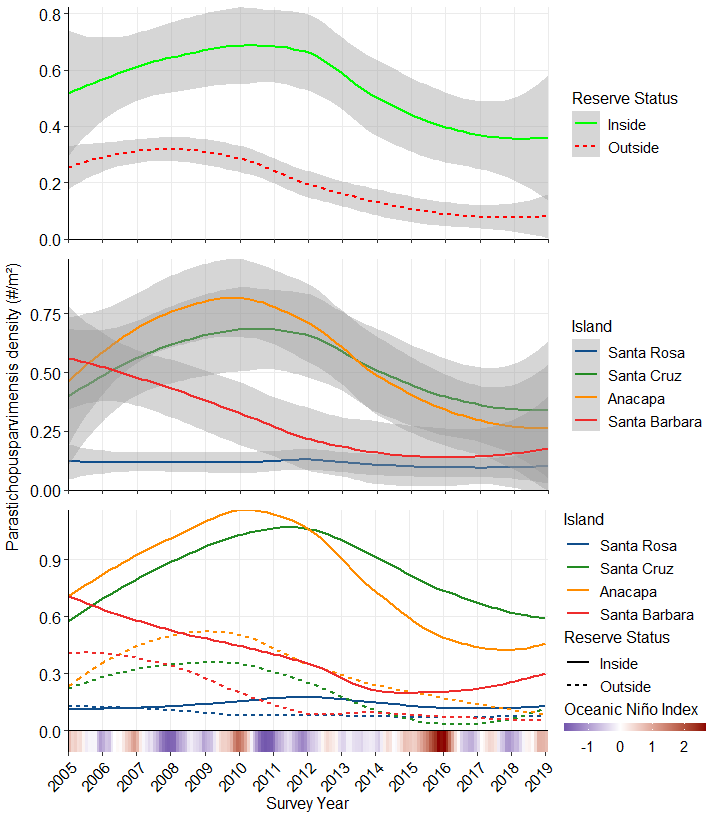 Parastichopusparvimensis density (#/m²)
0.8
0.6
0.4
0.2
0.0
Reserve Status
Inside
Outside
0.75
0.50
0.25
0.00
Island
Santa Rosa
Santa Cruz
Anacapa
Santa Barbara
0.9
0.6
0.3
0.0
Island
Santa Rosa
Santa Cruz
Anacapa
Santa Barbara
Reserve Status
Inside
Outside
Oceanic Niño Index
-1 0 1 2
2005 2006 2007 2008 2009 2010 2011 2012 2013 2014 2015 2016 2017 2018 2019
Survey Year